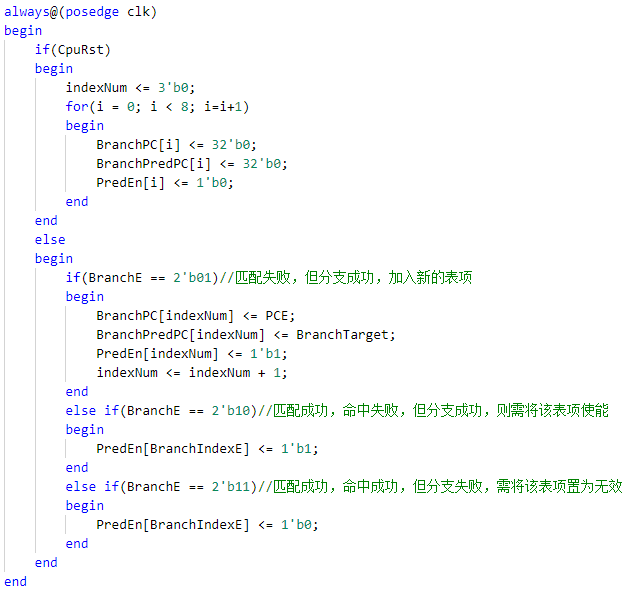 always@(posedge clk)
begin
    if(CpuRst)
    begin
        indexNum <= 3'b0;
        for(i = 0; i < 8; i=i+1)
        begin
            BranchPC[i] <= 32'b0;
            BranchPredPC[i] <= 32'b0;
            PredEn[i] <= 1'b0;
        end
    end
    else
    begin
        if(BranchE == 2'b01)//匹配失败，但分支成功，加入新的表项
        begin
            BranchPC[indexNum] <= PCE;
            BranchPredPC[indexNum] <= BranchTarget;
            PredEn[indexNum] <= 1'b1;
            indexNum <= indexNum + 1;
        end
        else if(BranchE == 2'b10)//匹配成功，命中失败，但分支成功，则需将该表项使能
        begin
            PredEn[BranchIndexE] <= 1'b1;
        end
        else if(BranchE == 2'b11)//匹配成功，命中成功，但分支失败，需将该表项置为无效
        begin
            PredEn[BranchIndexE] <= 1'b0;
        end
    end
end